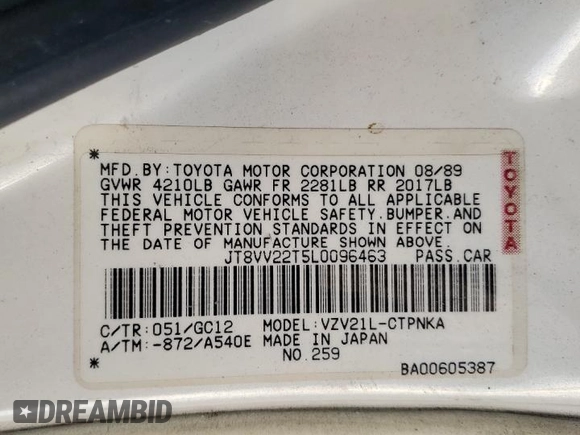 MFD.BY:TOYOTA MOTOR CORPORATION 08/89
GVWR 4210LB GAWR FR 2281LB RR 2017LB
THIS VEHICLE CONFORMS TO ALL APPLICABLE
FEDERAL MOTOR VEHICLE SAFETY.BUMPER.AND
THEFT PREVENTION STANDARDS IN EFFECT ON
THE DATE OF MANUFACTURE SHOWN ABOVE.
JT8VV22T5L0096463 PASS.CAR
C/TR:051/GC12 MODEL:VZV21L-CTPNKA
A/TM:-872/A540E MADE IN JAPAN
NO.259
BA00605387
TOYOTA
DREAMBID